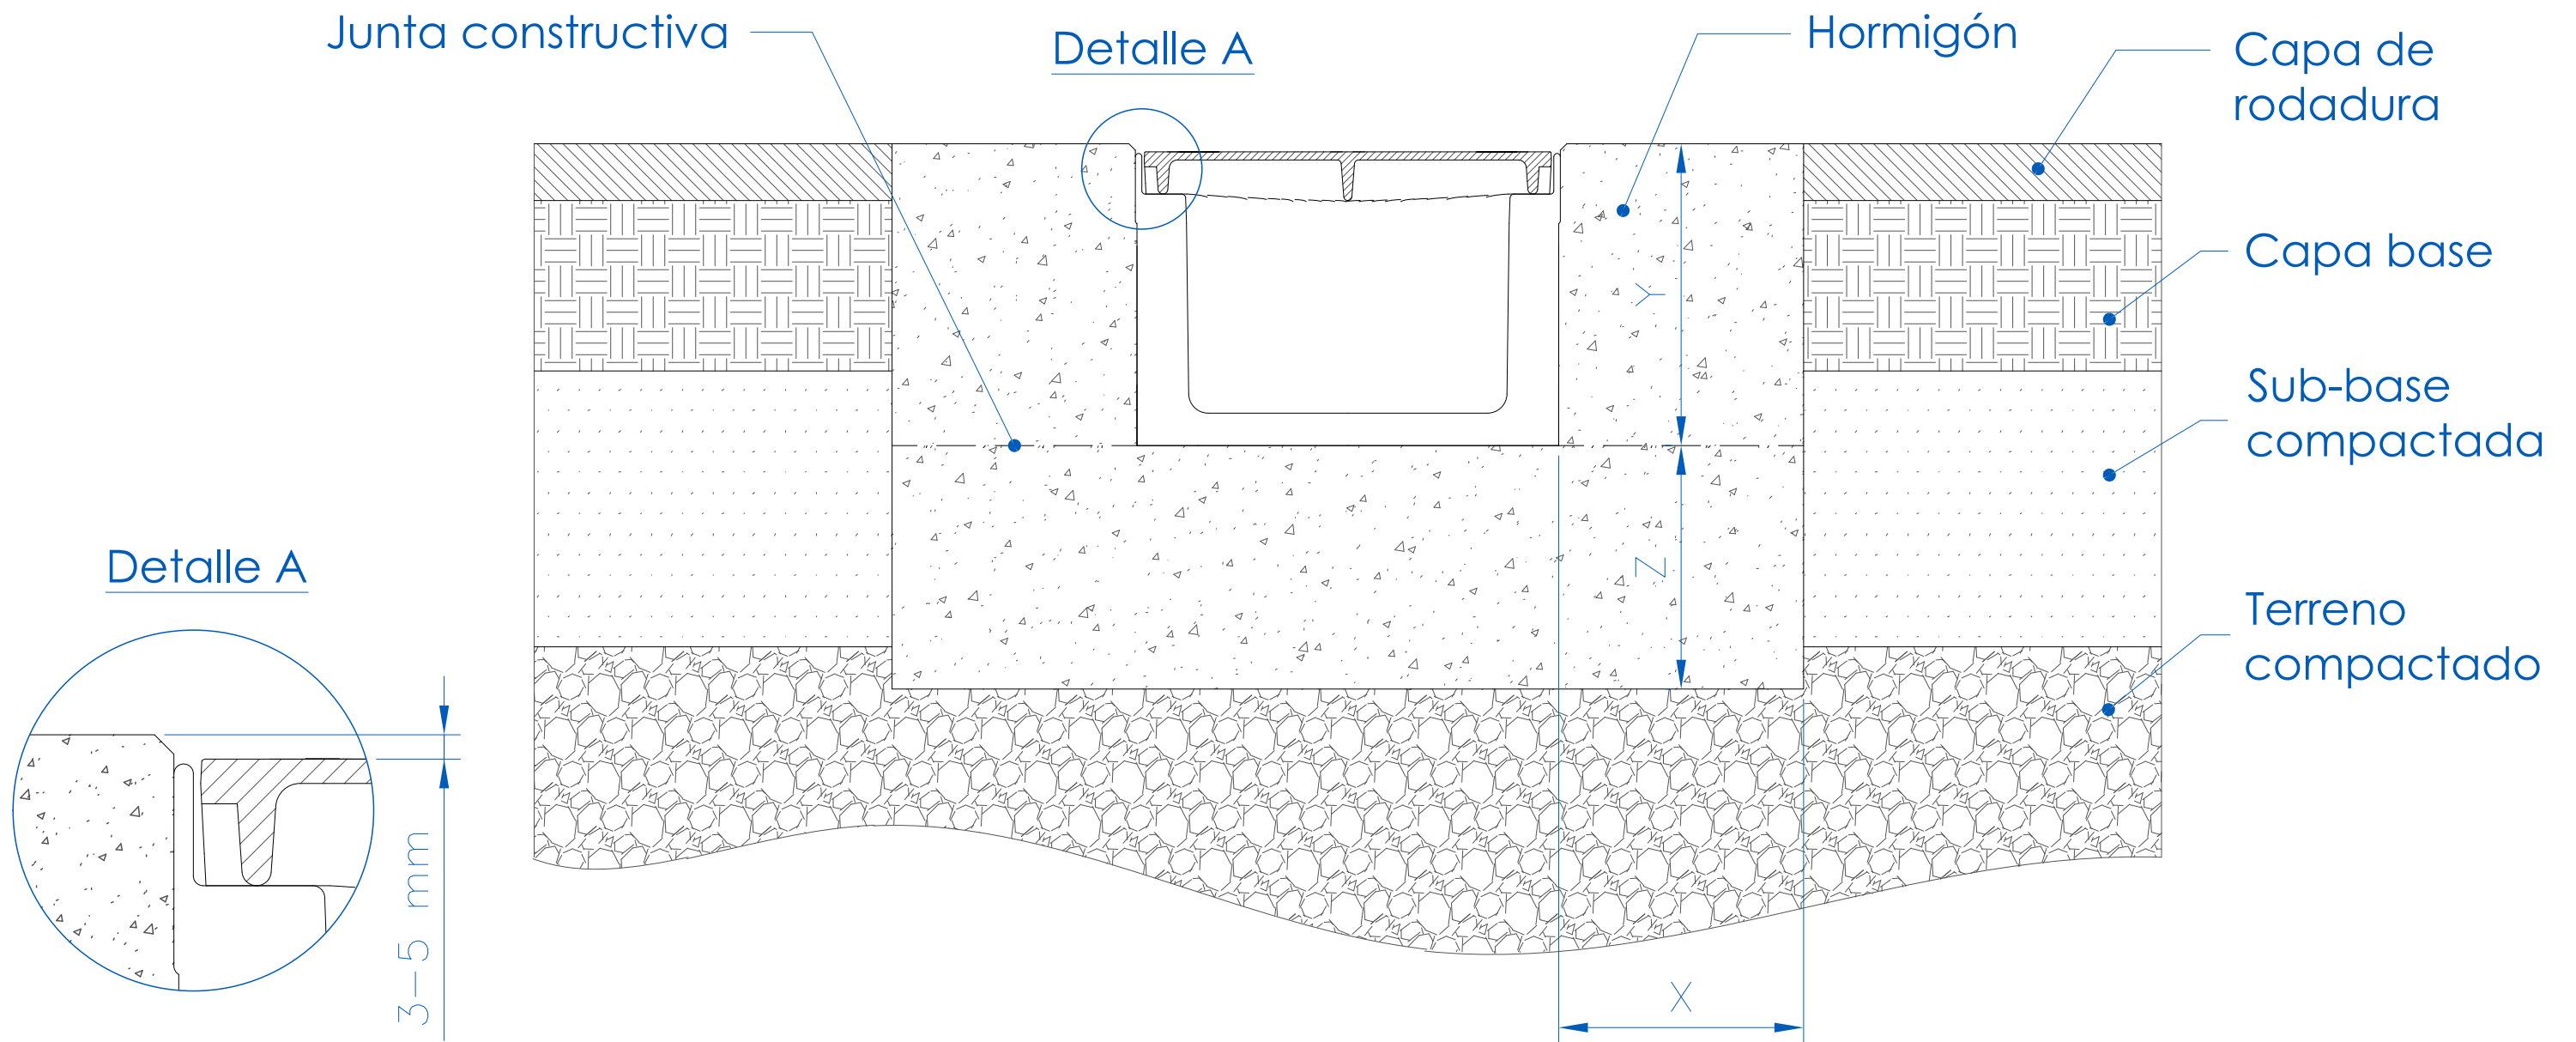 Junta constructiva
Detalle A
Hormigón
Capa de
rodadura
Capa base
Sub-base
compactada
Terreno
compactado
Y
Z
X
Detalle A
3-5 mm